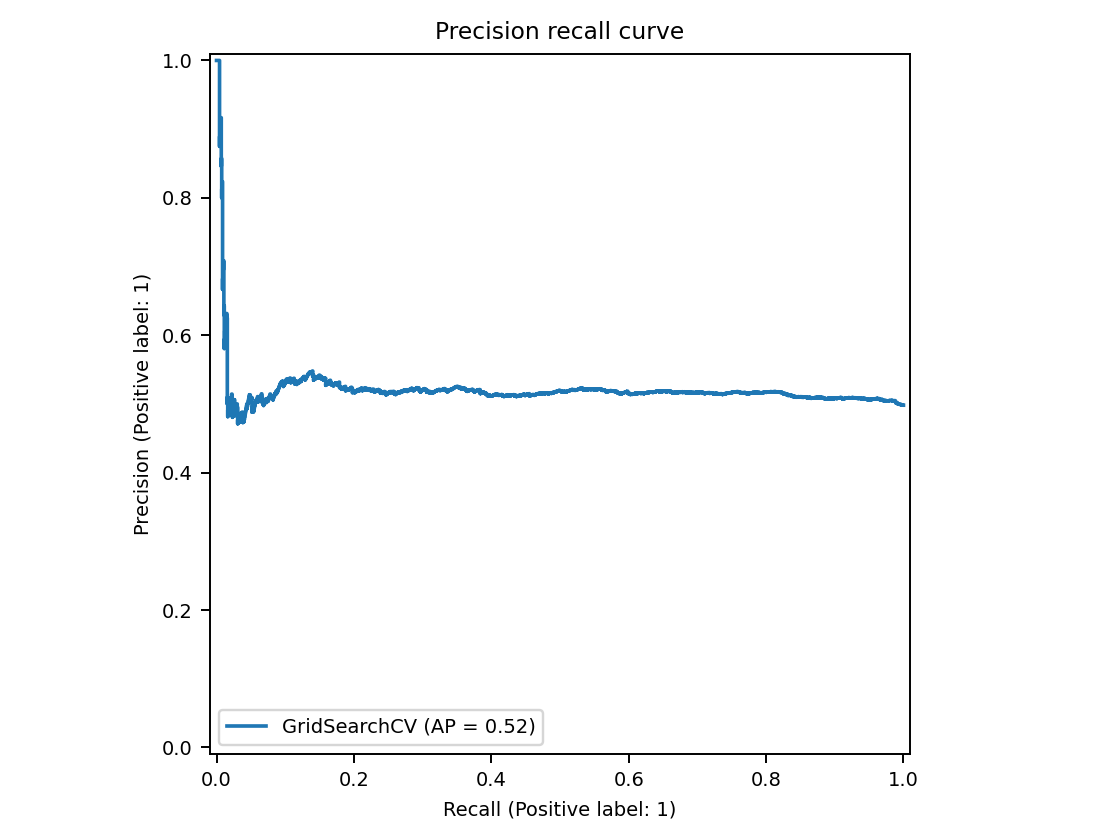 Precision recall curve
1.0
0.8
0.6
0.4
0.2
0.0
Precision (Positive label: 1)
GridSearchCV (AP = 0.52)
0.0 0.2 0.4 0.6 0.8 1.0
Recall (Positive label: 1)